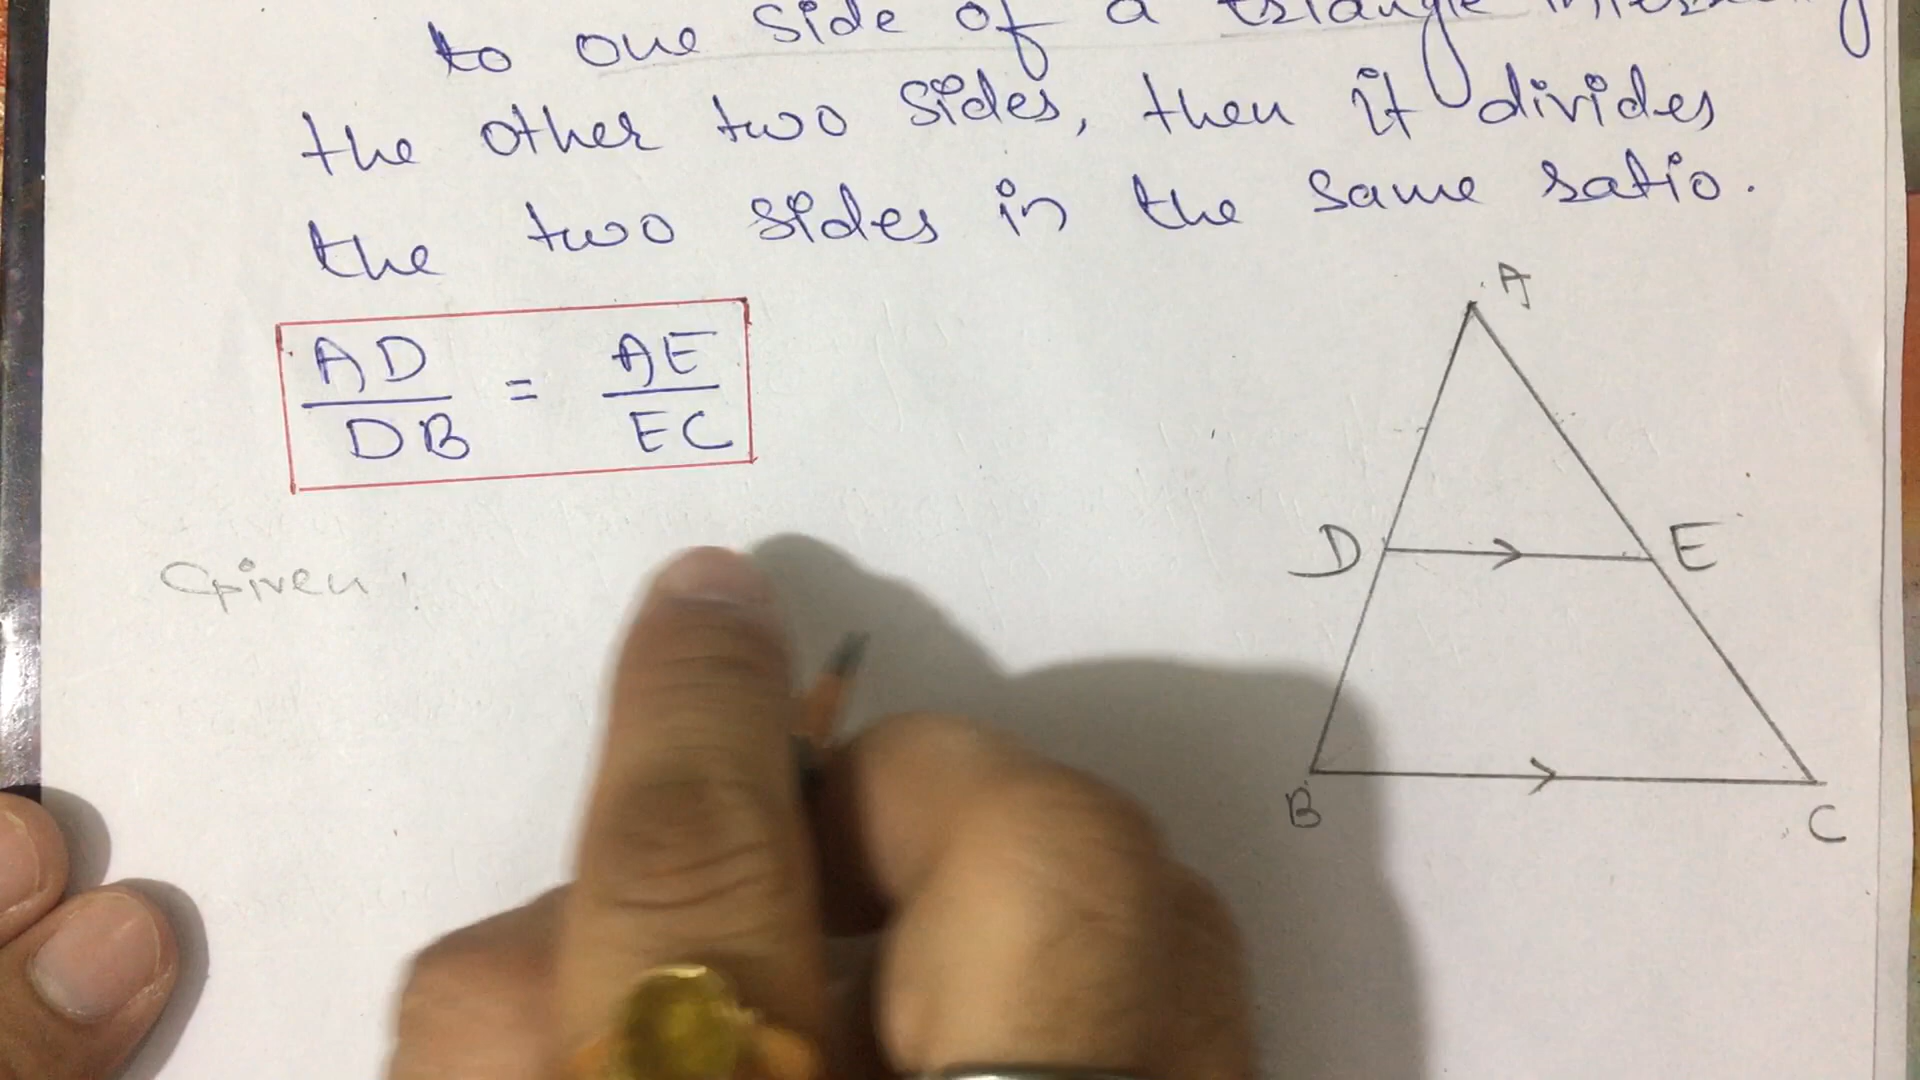 to one side of a triangle
the other two sides, then it divides
the two sides in the same ratio.
AD/DB = AE/EC
A
D E
B C
Given: